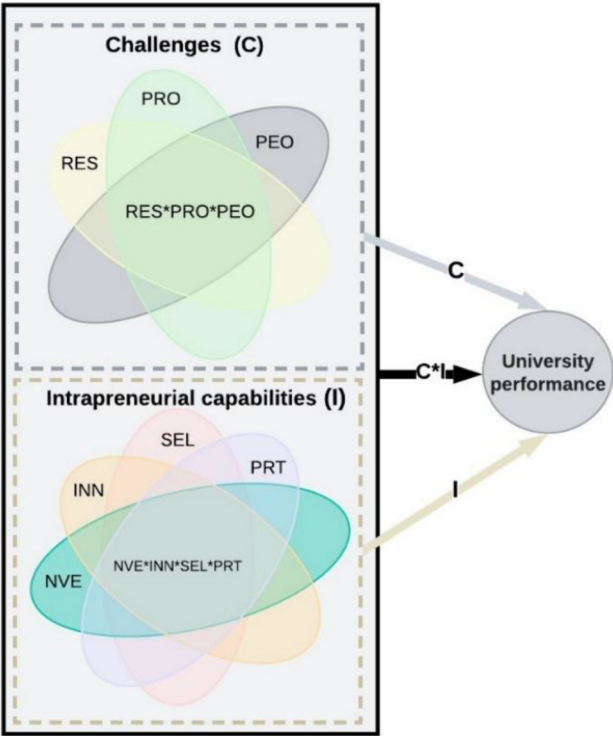 Challenges (C)
PRO
PEO
RES
RES*PRO*PEO
C
University
performance
C*I
Intrapreneurial capabilities (I)
SEL
PRT
INN
I
NVE*INN*SEL*PRT
NVE